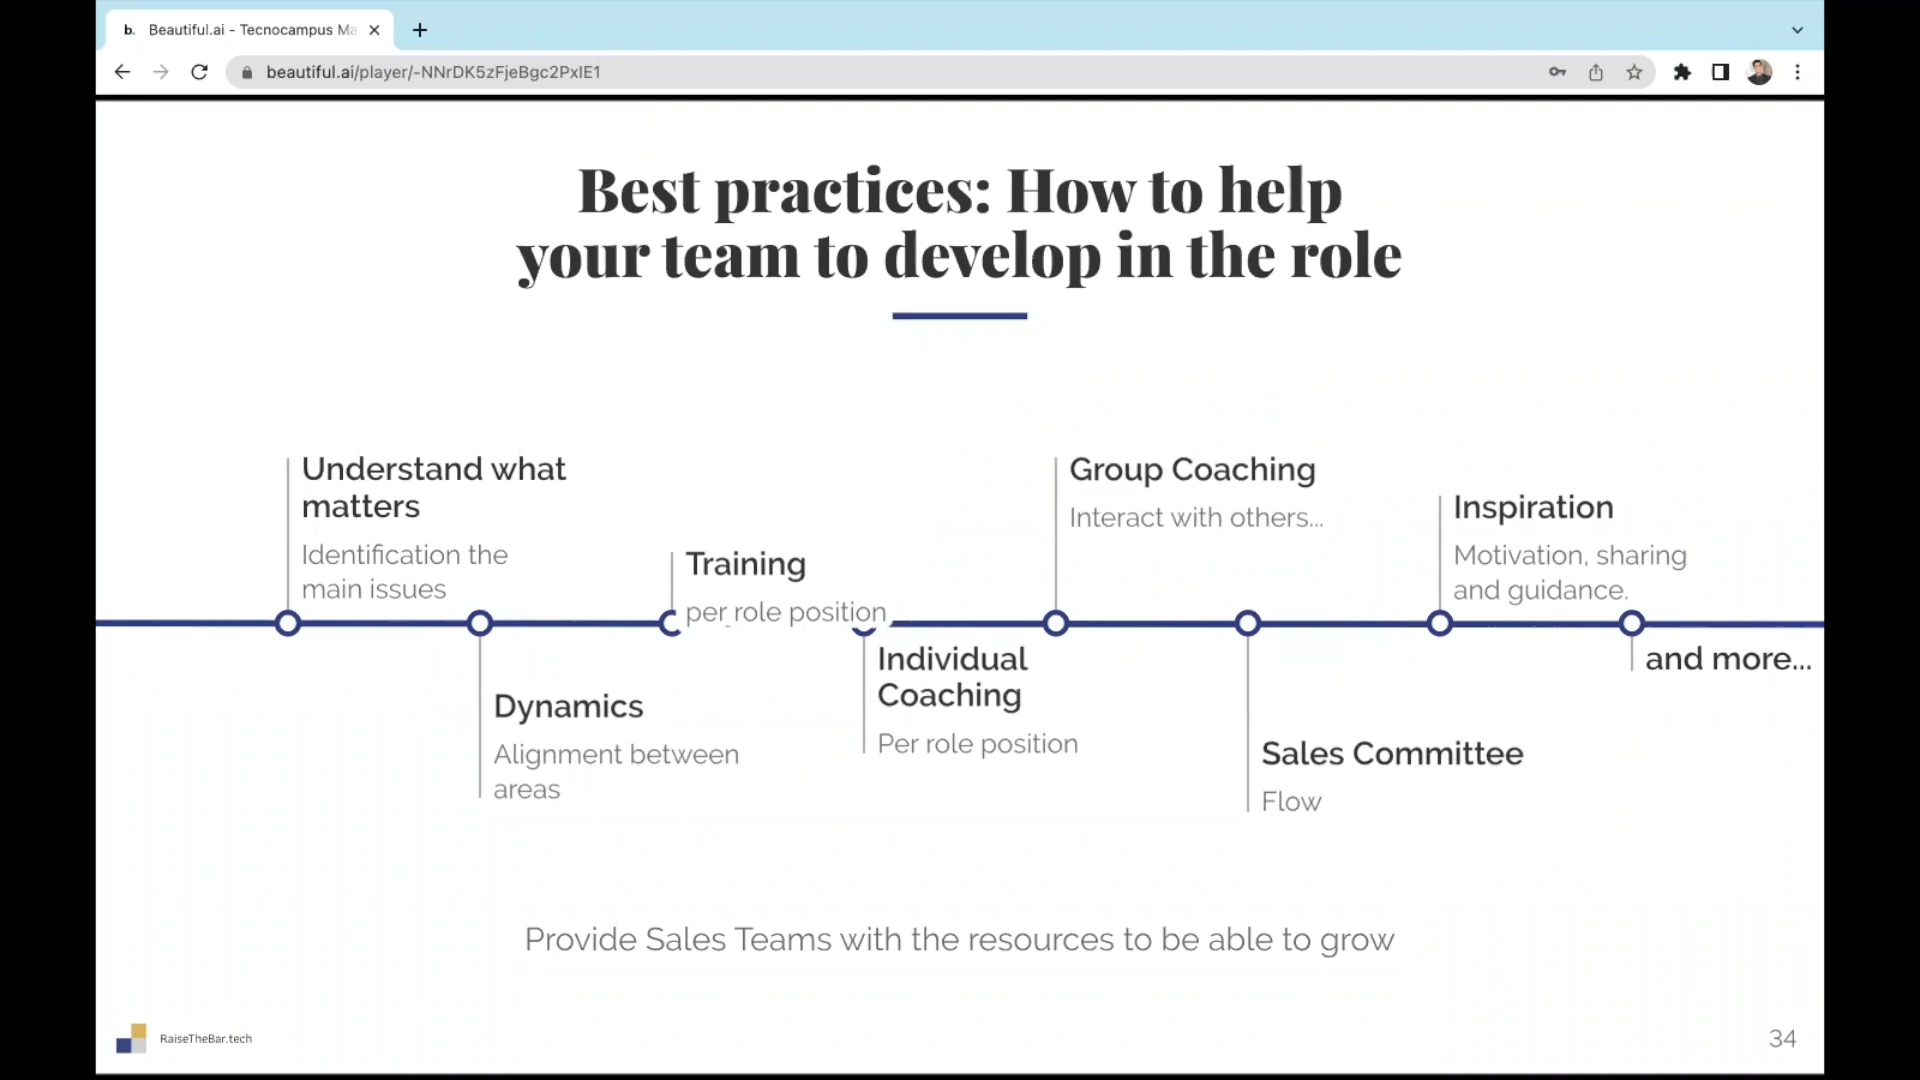 b. Beautiful.ai - Tecnocampus Ma
beautiful.ai/player/-NNrDK5zFjeBgc2PxIE1
Best practices: How to help
your team to develop in the role
Understand what
matters
Identification the
main issues
Dynamics
Alignment between
areas
Training
per role position
Individual
Coaching
Per role position
Group Coaching
Interact with others...
Sales Committee
Flow
Inspiration
Motivation, sharing
and guidance.
and more...
Provide Sales Teams with the resources to be able to grow
RaiseTheBar.tech
34